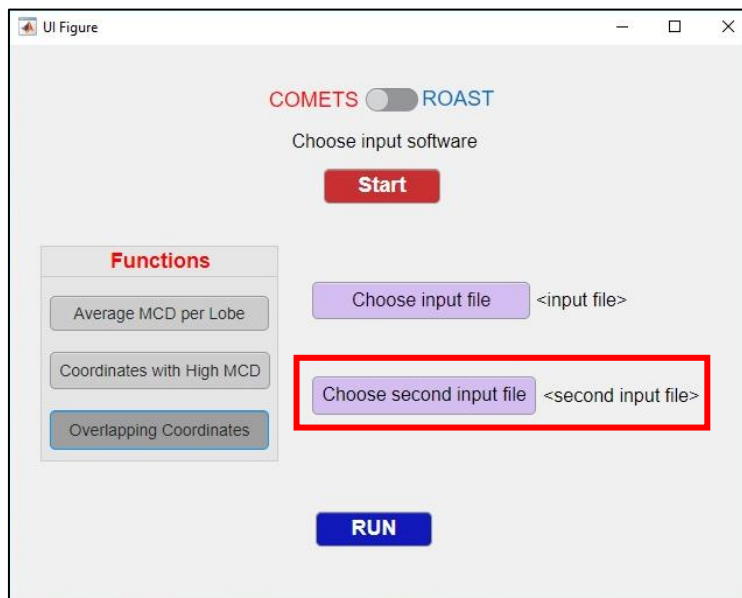 UI Figure
COMETS ROAST
Choose input software
Start
Functions
Average MCD per Lobe
Coordinates with High MCD
Overlapping Coordinates
Choose input file <input file>
Choose second input file <second input file>
RUN